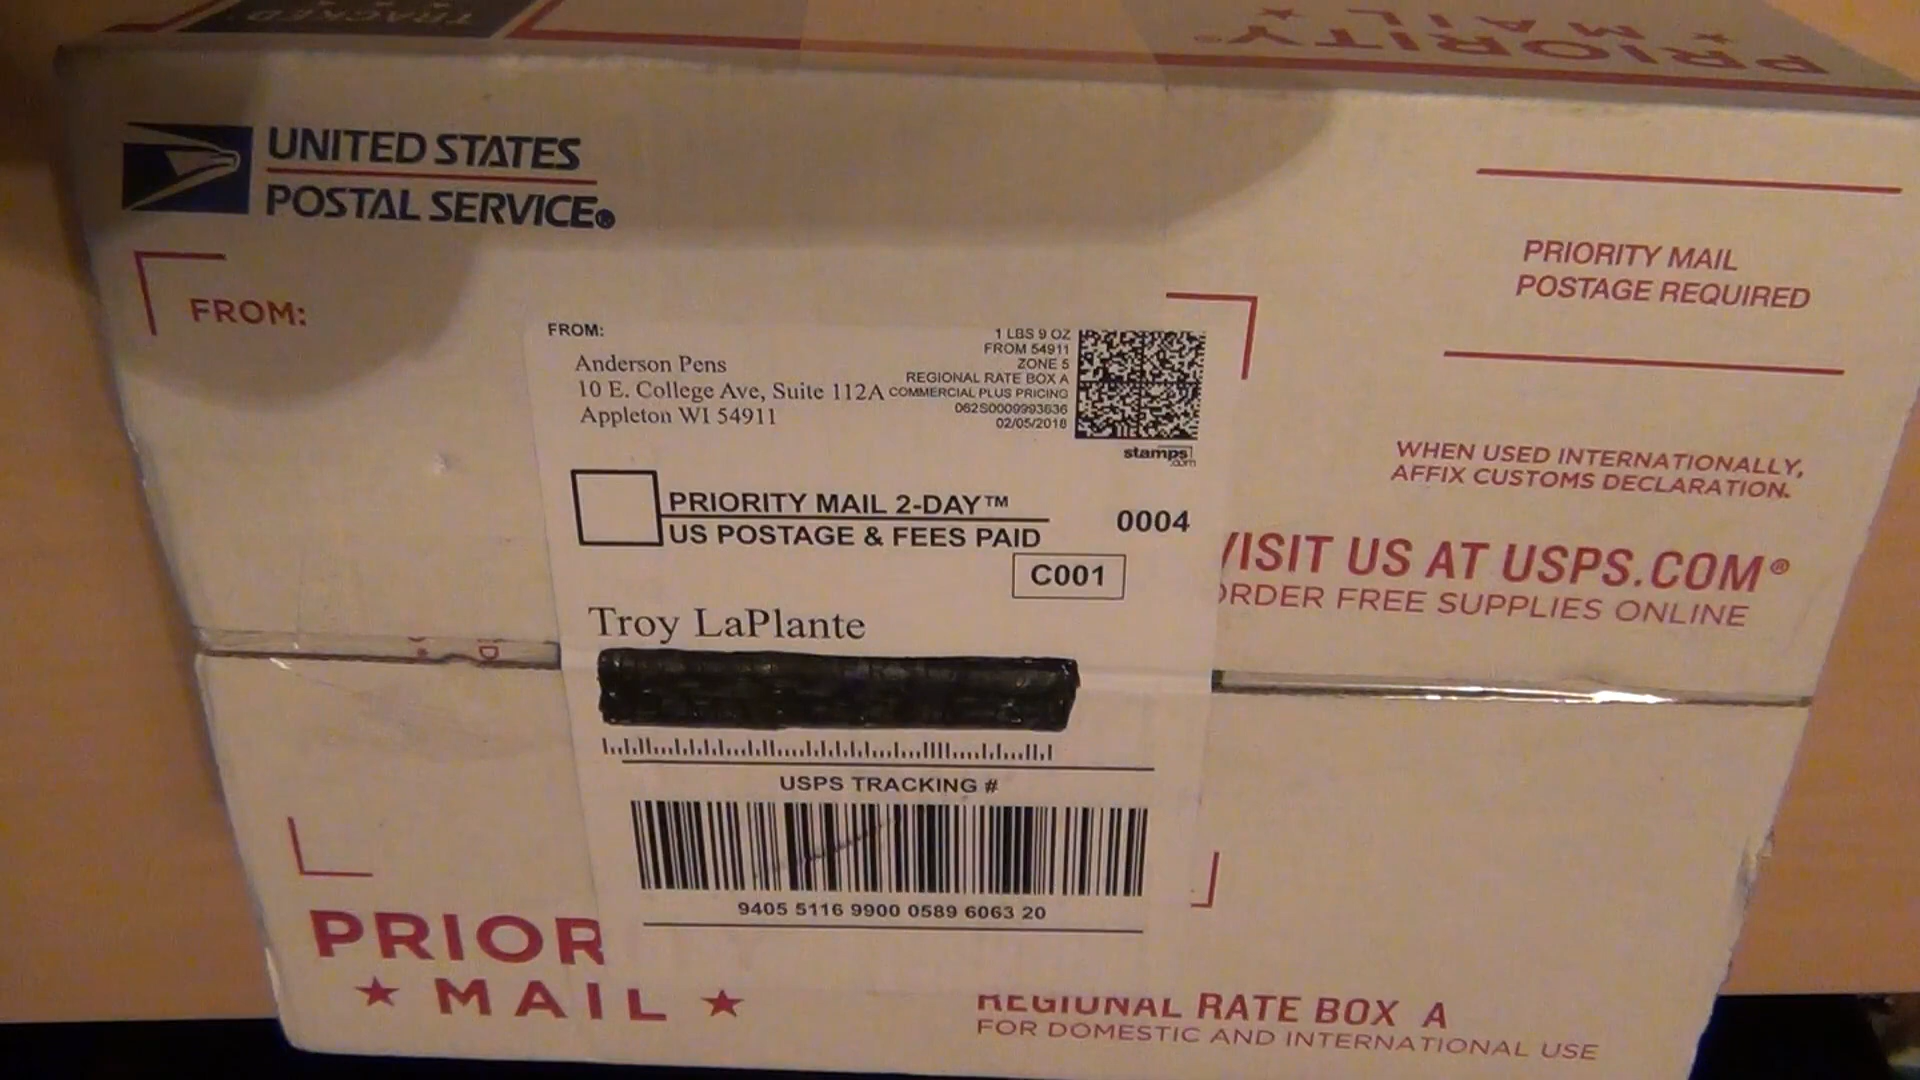 TRACKED
PRIORITY
★ MAIL ★
UNITED STATES
POSTAL SERVICE®
FROM:
PRIORITY MAIL
POSTAGE REQUIRED
FROM:
Anderson Pens
10 E. College Ave, Suite 112A
Appleton WI 54911
1 LBS 9 OZ
FROM 54911
ZONE 5
REGIONAL RATE BOX A
COMMERCIAL PLUS PRICING
062S0009993636
02/05/2018
stamps
.com
WHEN USED INTERNATIONALLY,
AFFIX CUSTOMS DECLARATION.
PRIORITY MAIL 2-DAY™
US POSTAGE & FEES PAID
0004
C001
VISIT US AT USPS.COM®
ORDER FREE SUPPLIES ONLINE
Troy LaPlante
USPS TRACKING #
9405 5116 9900 0589 6063 20
PRIOR
★ MAIL ★
REGIONAL RATE BOX A
FOR DOMESTIC AND INTERNATIONAL USE